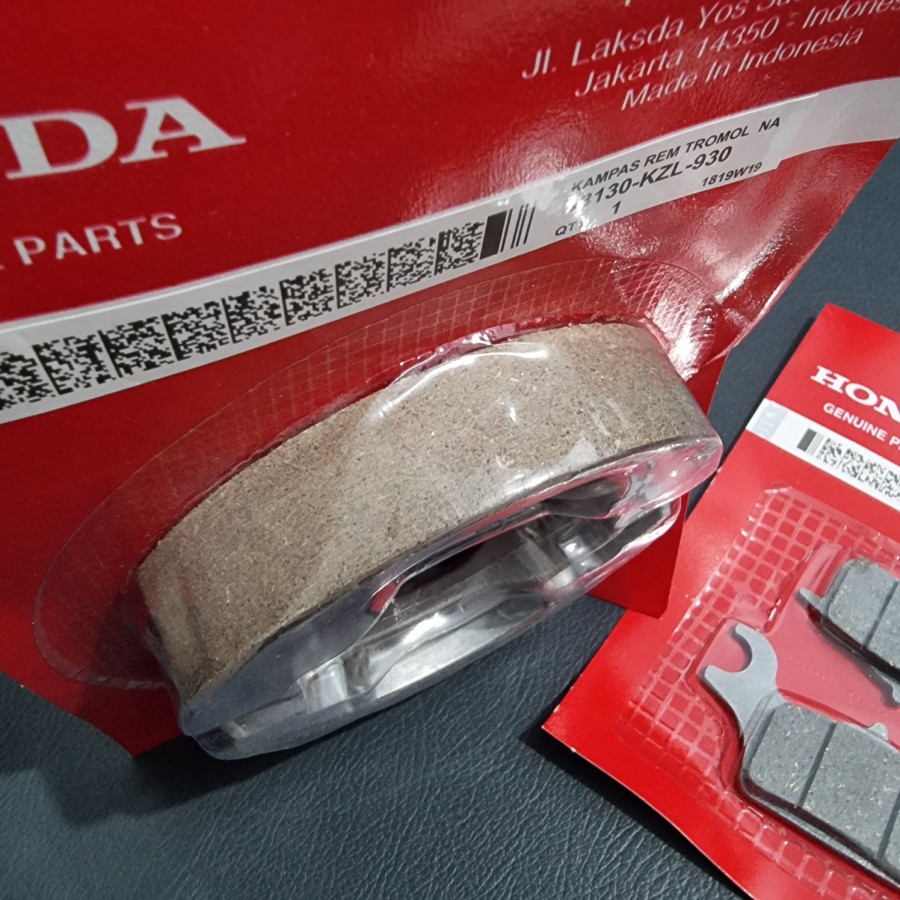 Jl. Laksda Yos
Jakarta 14350 - Indones
Made In Indonesia
DA
PARTS
KAMPAS REM TROMOL NA
3130-KZL-930
1819W19
QT
1
HON
GENUINE P